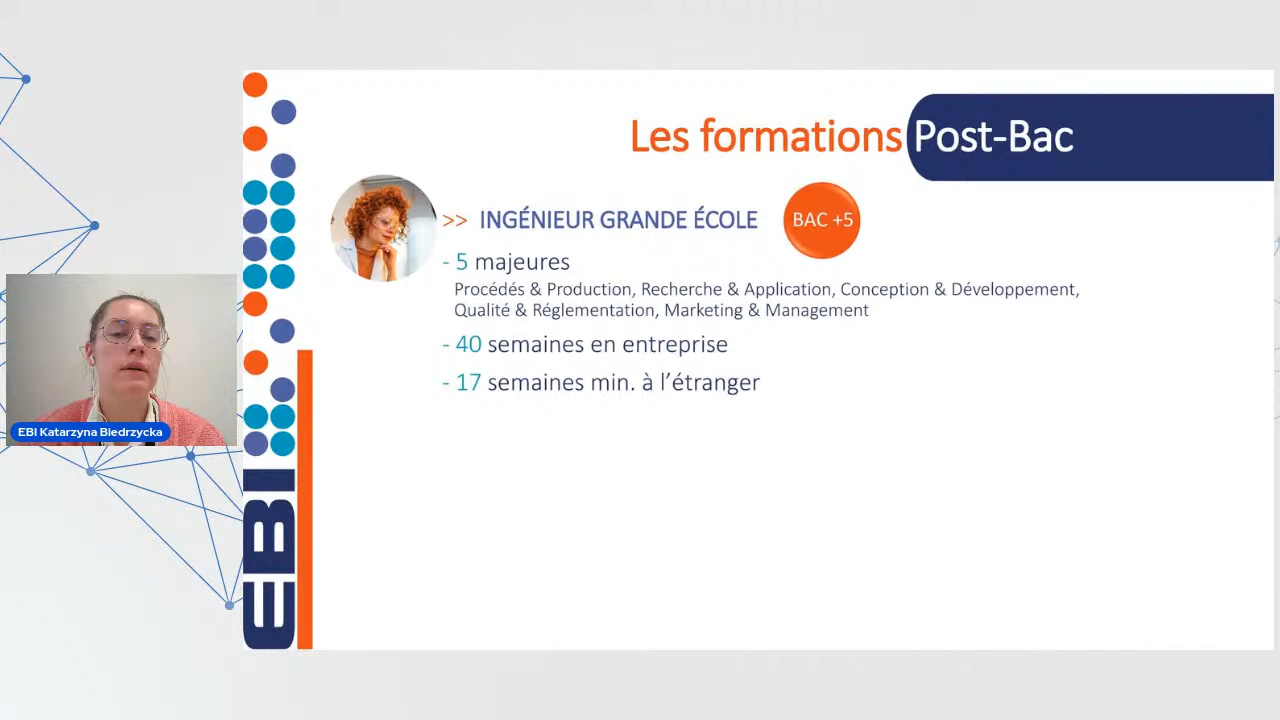 Les formations Post-Bac
>> INGÉNIEUR GRANDE ÉCOLE
BAC +5
- 5 majeures
Procédés & Production, Recherche & Application, Conception & Développement,
Qualité & Réglementation, Marketing & Management
- 40 semaines en entreprise
- 17 semaines min. à l’étranger
EBI Katarzyna Biedrzycka
EBI